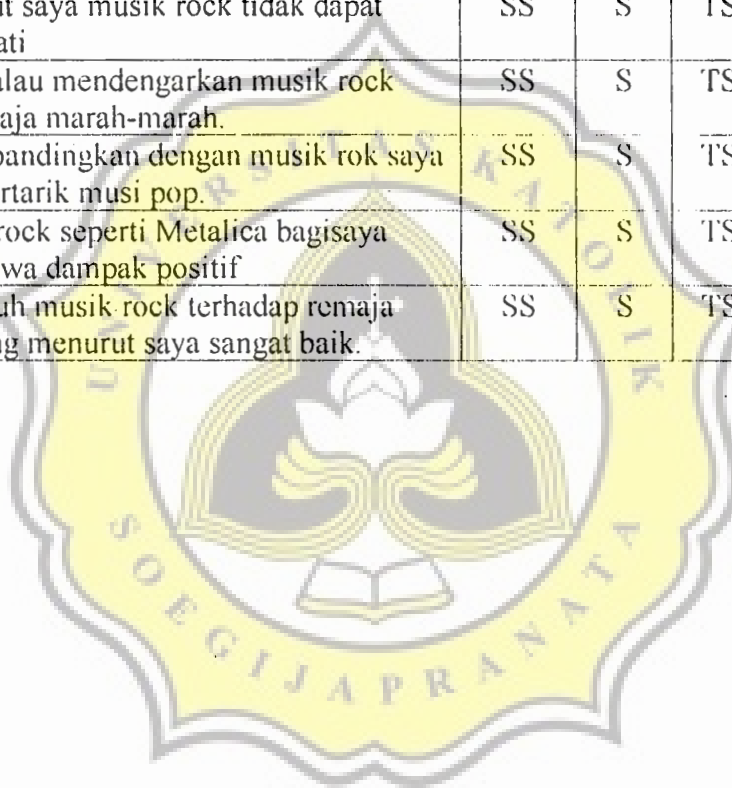 it saya musik rock tidak dapat SS S TS
ati
alau mendengarkan musik rock SS S TS
aja marah-marah.
bandingkan dengan musik rok saya SS S TS
rtarik musi pop.
rock seperti Metalica bagisaya SS S TS
wa dampak positif
uh musik rock terhadap remaja SS S TS
ng menurut saya sangat baik.
UNIVERSITAS KATOLIK
SOEGIJAPRANATA